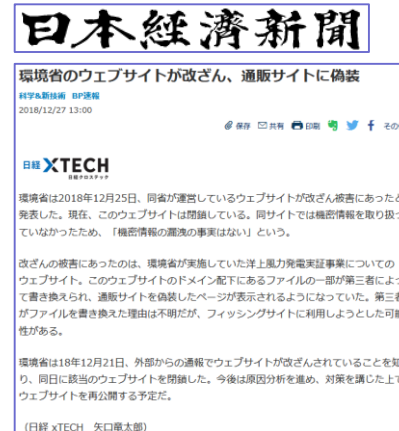 日本経済新聞
環境省のウェブサイトが改ざん、通販サイトに偽装
科学&新技術 BP速報
2018/12/27 13:00
保存 共有 印刷 その
日経 XTECH
日経クロステック
環境省は2018年12月25日、同省が運営しているウェブサイトが改ざん被害にあったと
発表した。現在、このウェブサイトは閉鎖している。同サイトでは機密情報を取り扱っ
ていなかったため、「機密情報の漏洩の事実はない」という。
改ざんの被害にあったのは、環境省が実施していた洋上風力発電実証事業についての
ウェブサイト。このウェブサイトのドメイン配下にあるファイルの一部が第三者によっ
て書き換えられ、通販サイトを偽装したページが表示されるようになっていた。第三者
がファイルを書き換えた理由は不明だが、フィッシングサイトに利用しようとした可能
性がある。
環境省は18年12月21日、外部からの通報でウェブサイトが改ざんされていることを知
り、同日に該当のウェブサイトを閉鎖した。今後は原因分析を進め、対策を講じた上で
ウェブサイトを再公開する予定だ。
（日経 xTECH 矢口竜太郎）